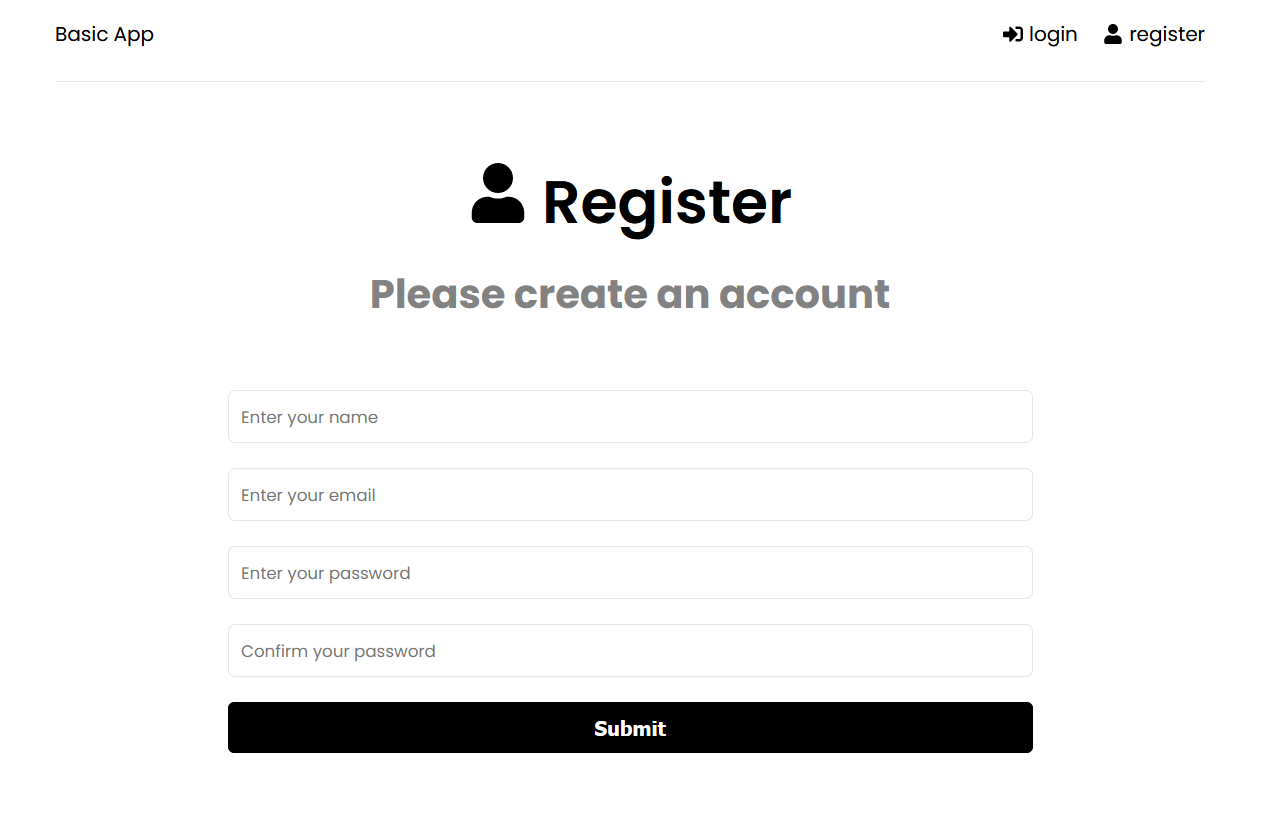 Basic App
login
register
Register
Please create an account
Enter your name
Enter your email
Enter your password
Confirm your password
Submit